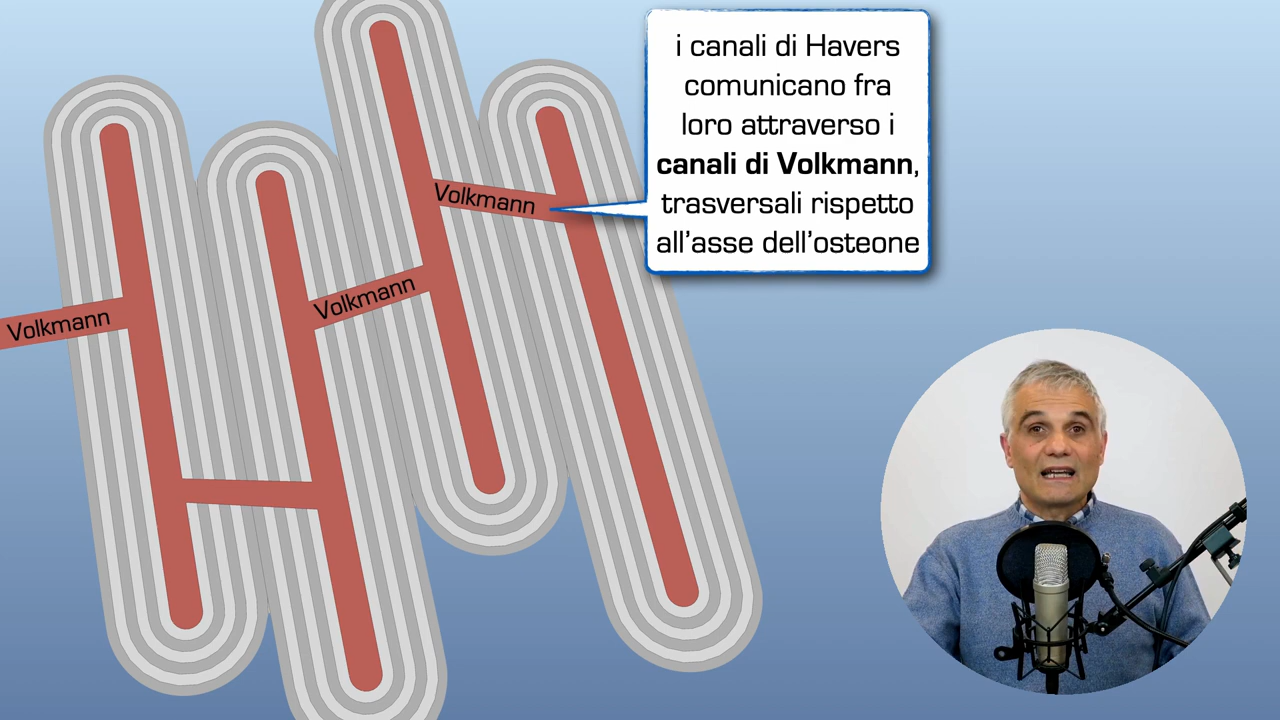 i canali di Havers
comunicano fra
loro attraverso i
canali di Volkmann,
trasversali rispetto
all'asse dell'osteone
Volkmann
Volkmann
Volkmann